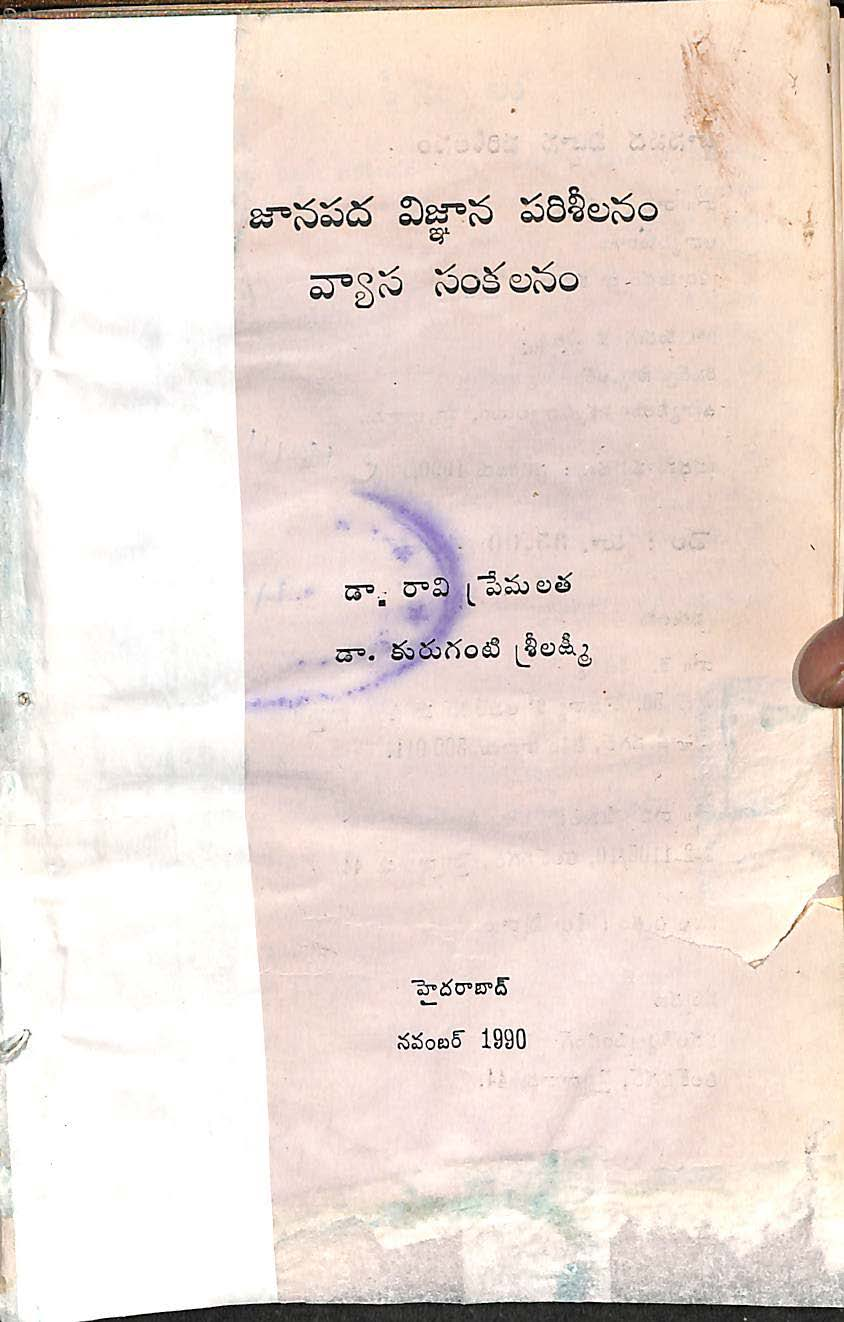 జానపద విజ్ఞాన పరిశీలనం
వ్యాస సంకలనం
డా. రావి ప్రేమలత
డా. కురుగంటి శ్రీలక్ష్మి
హైదరాబాద్
నవంబర్ 1990